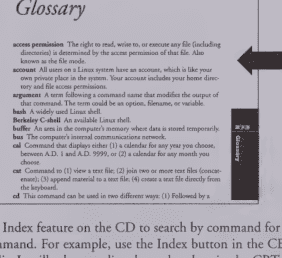 Glossary
access permission The right to read, write to, or execute any file (including
directories) is determined by the access permission of that file. Also
known as the file mode.
account All users on a Linux system have an account, which is like your
own private place in the system. Your account includes your home direc-
tory and file access permissions.
argument A term following a command name that modifies the output of
that command. The term could be an option, filename, or variable.
bash A widely used Linux shell.
Berkeley C-shell An available Linux shell.
buffer An area in the computer's memory where data is stored temporarily.
bus The computer's internal communications network.
cal Command that displays either (1) a calendar for any year you choose,
between A.D. 1 and A.D. 9999, or (2) a calendar for any month you
choose.
cat Command to (1) view a text file; (2) join two or more text files (concat-
enate); (3) append material to a text file; (4) create a text file directly from
the keyboard.
cd This command can be used in two different ways: (1) Followed by a
Glossary
Index feature on the CD to search by command for
mmand. For example, use the Index button in the